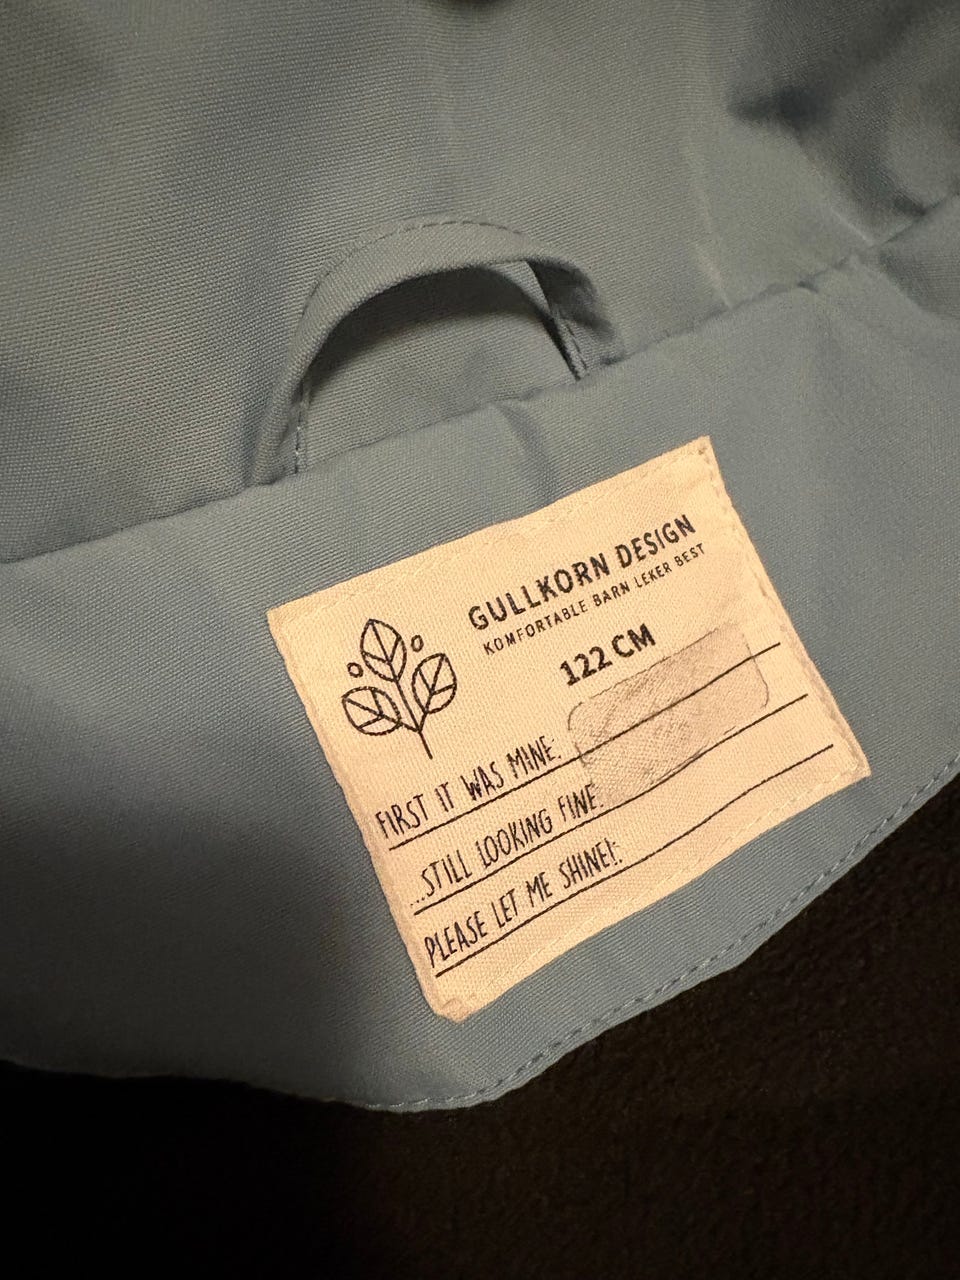 GULLKORN DESIGN
KOMFORTABLE BARN LEKER BEST
122 CM
FIRST IT WAS MINE:
...STILL LOOKING FINE:
PLEASE LET ME SHINE!: